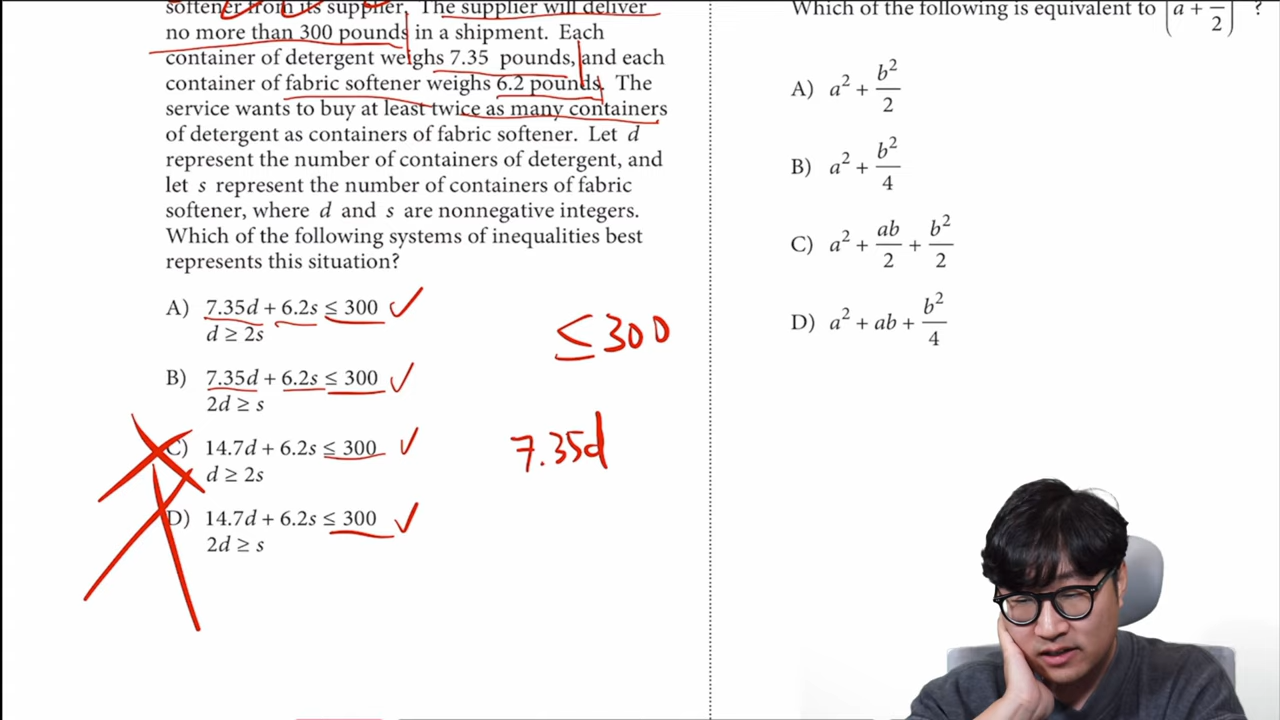 softener from its supplier. The supplier will deliver
no more than 300 pounds in a shipment. Each
container of detergent weighs 7.35 pounds, and each
container of fabric softener weighs 6.2 pounds. The
service wants to buy at least twice as many containers
of detergent as containers of fabric softener. Let d
represent the number of containers of detergent, and
let s represent the number of containers of fabric
softener, where d and s are nonnegative integers.
Which of the following systems of inequalities best
represents this situation?
A) 7.35d + 6.2s ≤ 300
d ≥ 2s
B) 7.35d + 6.2s ≤ 300
2d ≥ s
C) 14.7d + 6.2s ≤ 300
d ≥ 2s
D) 14.7d + 6.2s ≤ 300
2d ≥ s
≤300
7.35d
Which of the following is equivalent to (a + b/2)² ?
A) a² + b²/2
B) a² + b²/4
C) a² + ab/2 + b²/2
D) a² + ab + b²/4